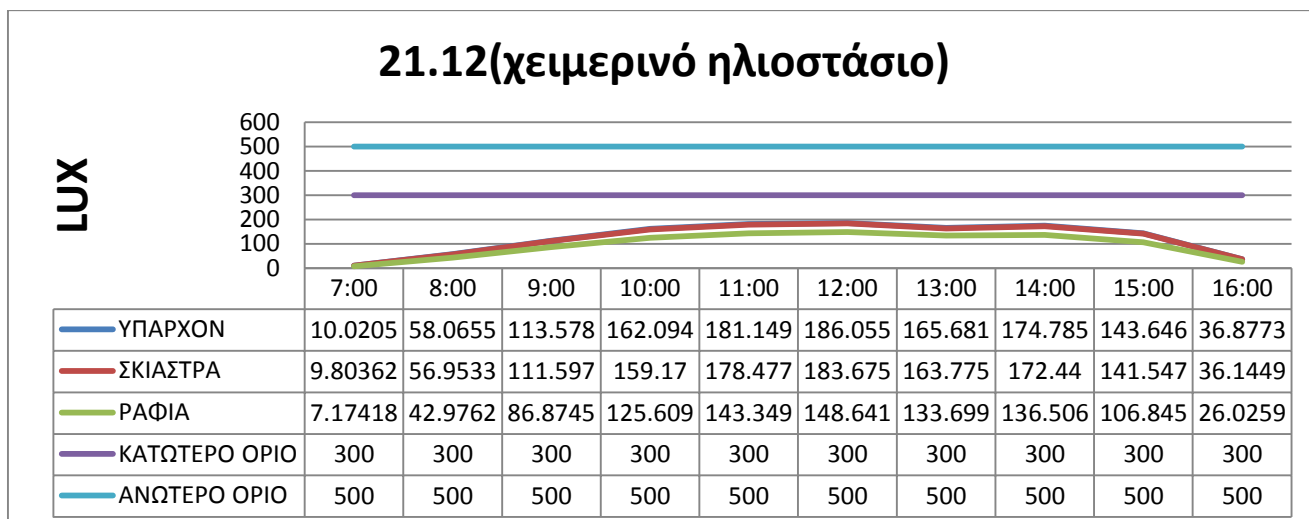 21.12(χειμερινό ηλιοστάσιο)
LUX
600
500
400
300
200
100
0
7:00 8:00 9:00 10:00 11:00 12:00 13:00 14:00 15:00 16:00
ΥΠΑΡΧΟΝ 10.0205 58.0655 113.578 162.094 181.149 186.055 165.681 174.785 143.646 36.8773
ΣΚΙΑΣΤΡΑ 9.80362 56.9533 111.597 159.17 178.477 183.675 163.775 172.44 141.547 36.1449
ΡΑΦΙΑ 7.17418 42.9762 86.8745 125.609 143.349 148.641 133.699 136.506 106.845 26.0259
ΚΑΤΩΤΕΡΟ ΟΡΙΟ 300 300 300 300 300 300 300 300 300 300
ΑΝΩΤΕΡΟ ΟΡΙΟ 500 500 500 500 500 500 500 500 500 500